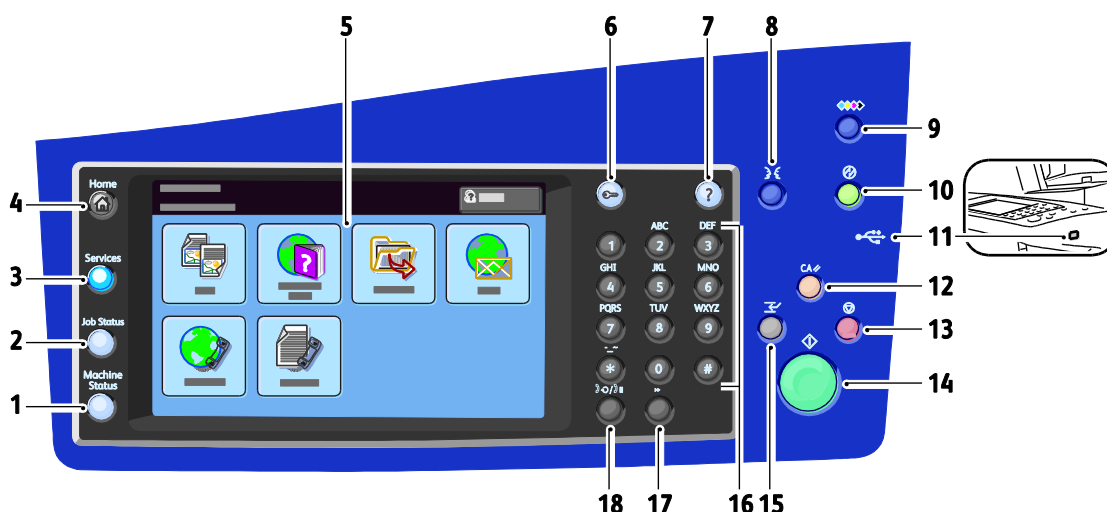 5
6
7
8
9
10
11
12
13
14
15
16
17
18
4
3
2
1
Home
Services
Job Status
Machine
Status
?
?
?
ABC
DEF
1
2
3
GHI
JKL
MNO
4
5
6
PQRS
TUV
WXYZ
7
8
9
*
0
#
CA